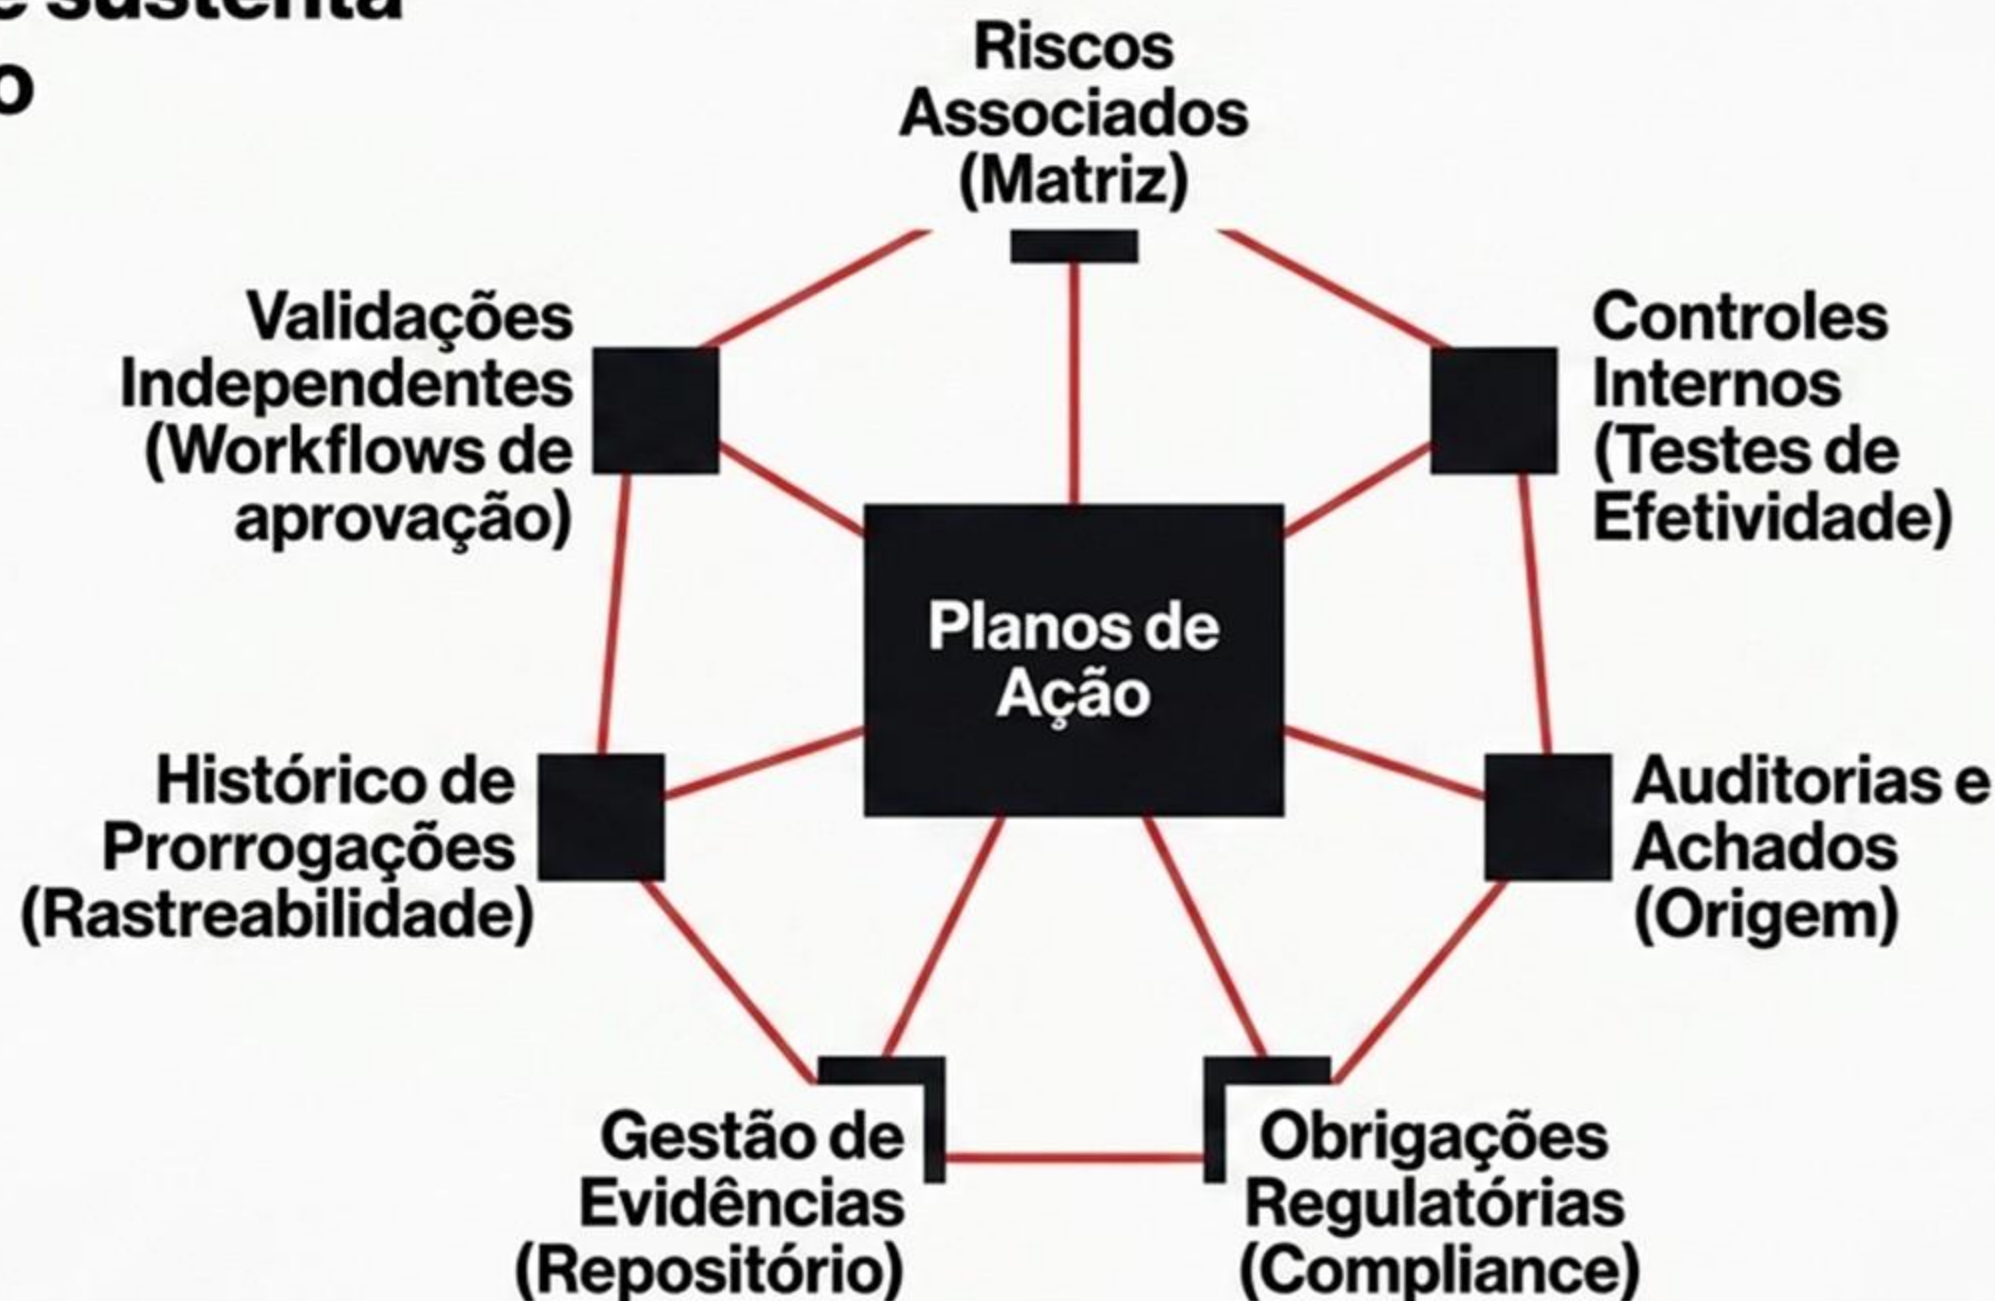 sustenta
o
Riscos
Associados
(Matriz)
Validações
Independentes
(Workflows de
aprovação)
Controles
Internos
(Testes de
Efetividade)
Planos de
Ação
Histórico de
Prorrogações
(Rastreabilidade)
Auditorias e
Achados
(Origem)
Gestão de
Evidências
(Repositório)
Obrigações
Regulatórias
(Compliance)